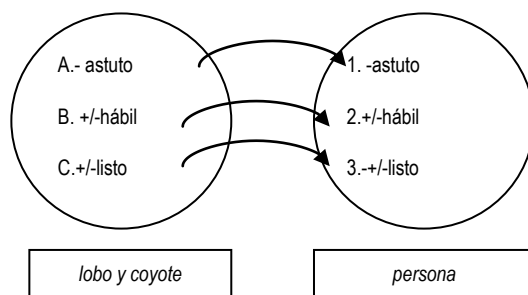 A.- astuto
B. +/-hábil
C.+/-listo
1. -astuto
2.+/-hábil
3.-+/-listo
lobo y coyote
persona